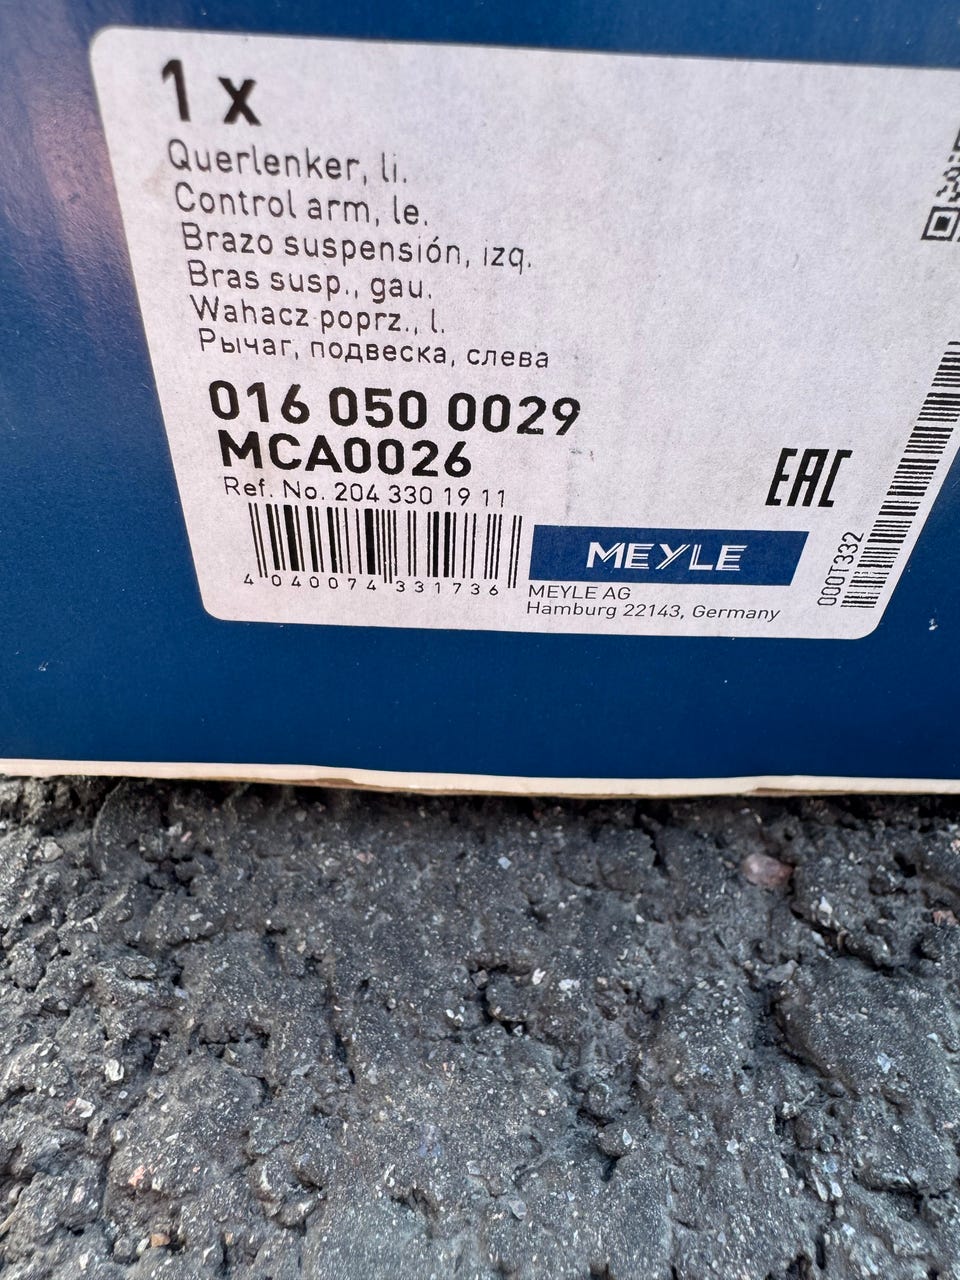 1 x
Querlenker, li.
Control arm, le.
Brazo suspensión, izq.
Bras susp., gau.
Wahacz poprz., l.
Рычаг, подвеска, слева
016 050 0029
MCA0026
Ref. No. 204 330 19 11
EAC
4 040074 331736
MEYLE
MEYLE AG
Hamburg 22143, Germany
000T332